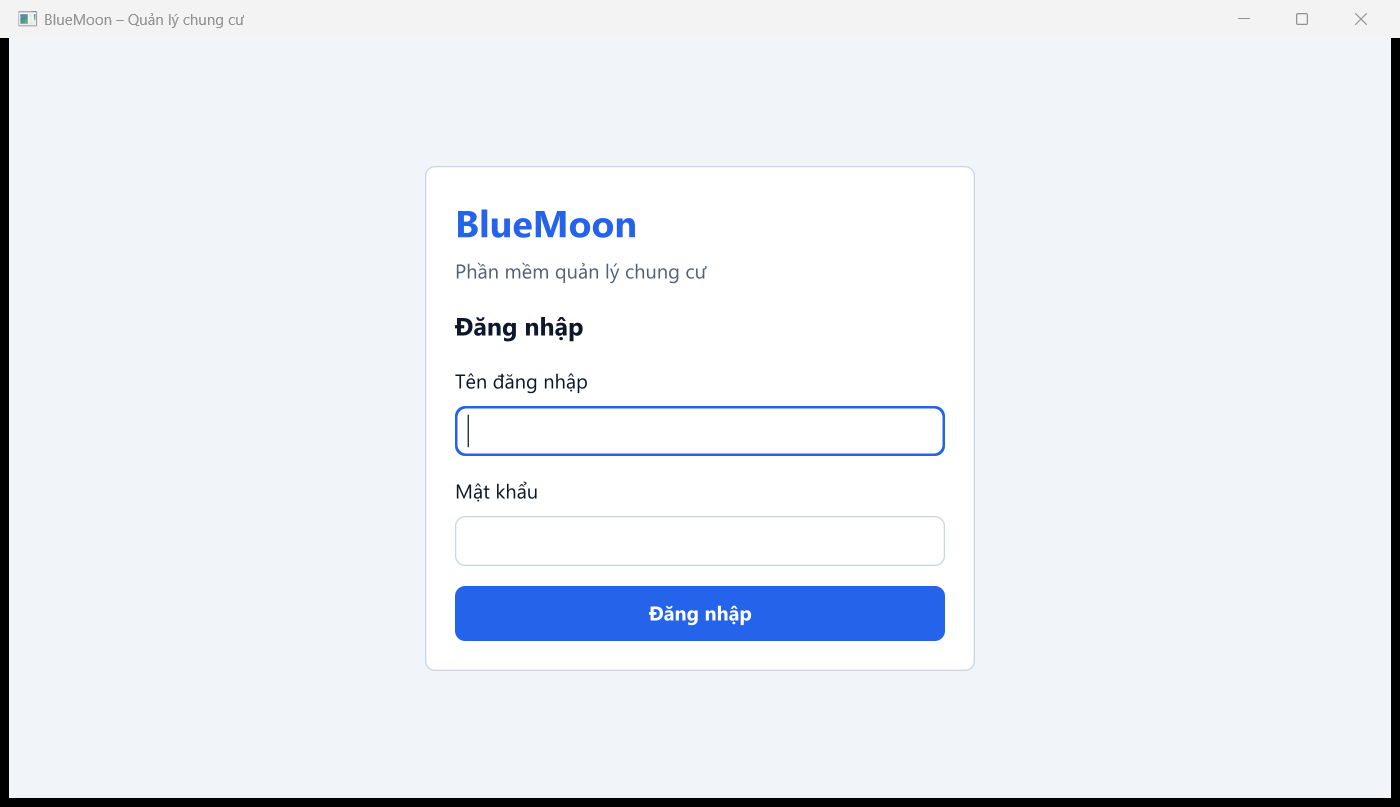 BlueMoon – Quản lý chung cư
BlueMoon
Phần mềm quản lý chung cư
Đăng nhập
Tên đăng nhập
Mật khẩu
Đăng nhập